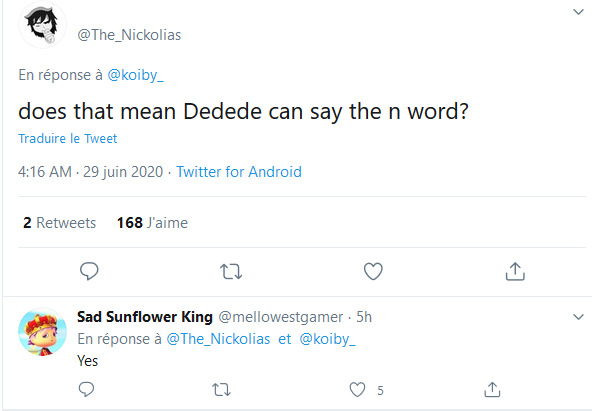 @The_Nickolias
En réponse à @koiby_
does that mean Dedede can say the n word?
Traduire le Tweet
4:16 AM · 29 juin 2020 · Twitter for Android
2 Retweets 168 J'aime
Sad Sunflower King @mellowestgamer · 5h
En réponse à @The_Nickolias et @koiby_
Yes
5